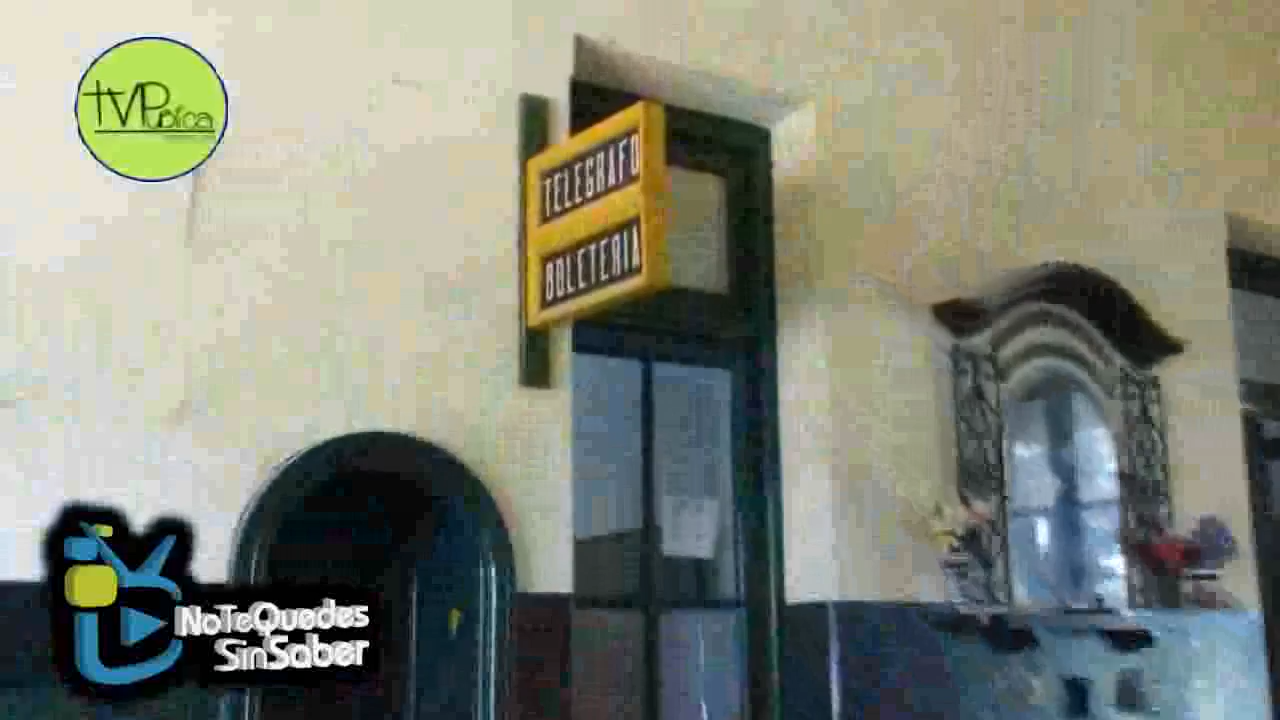 TVPública
TELEGRAFO
BOLETERIA
NoTeQuedes
SinSaber